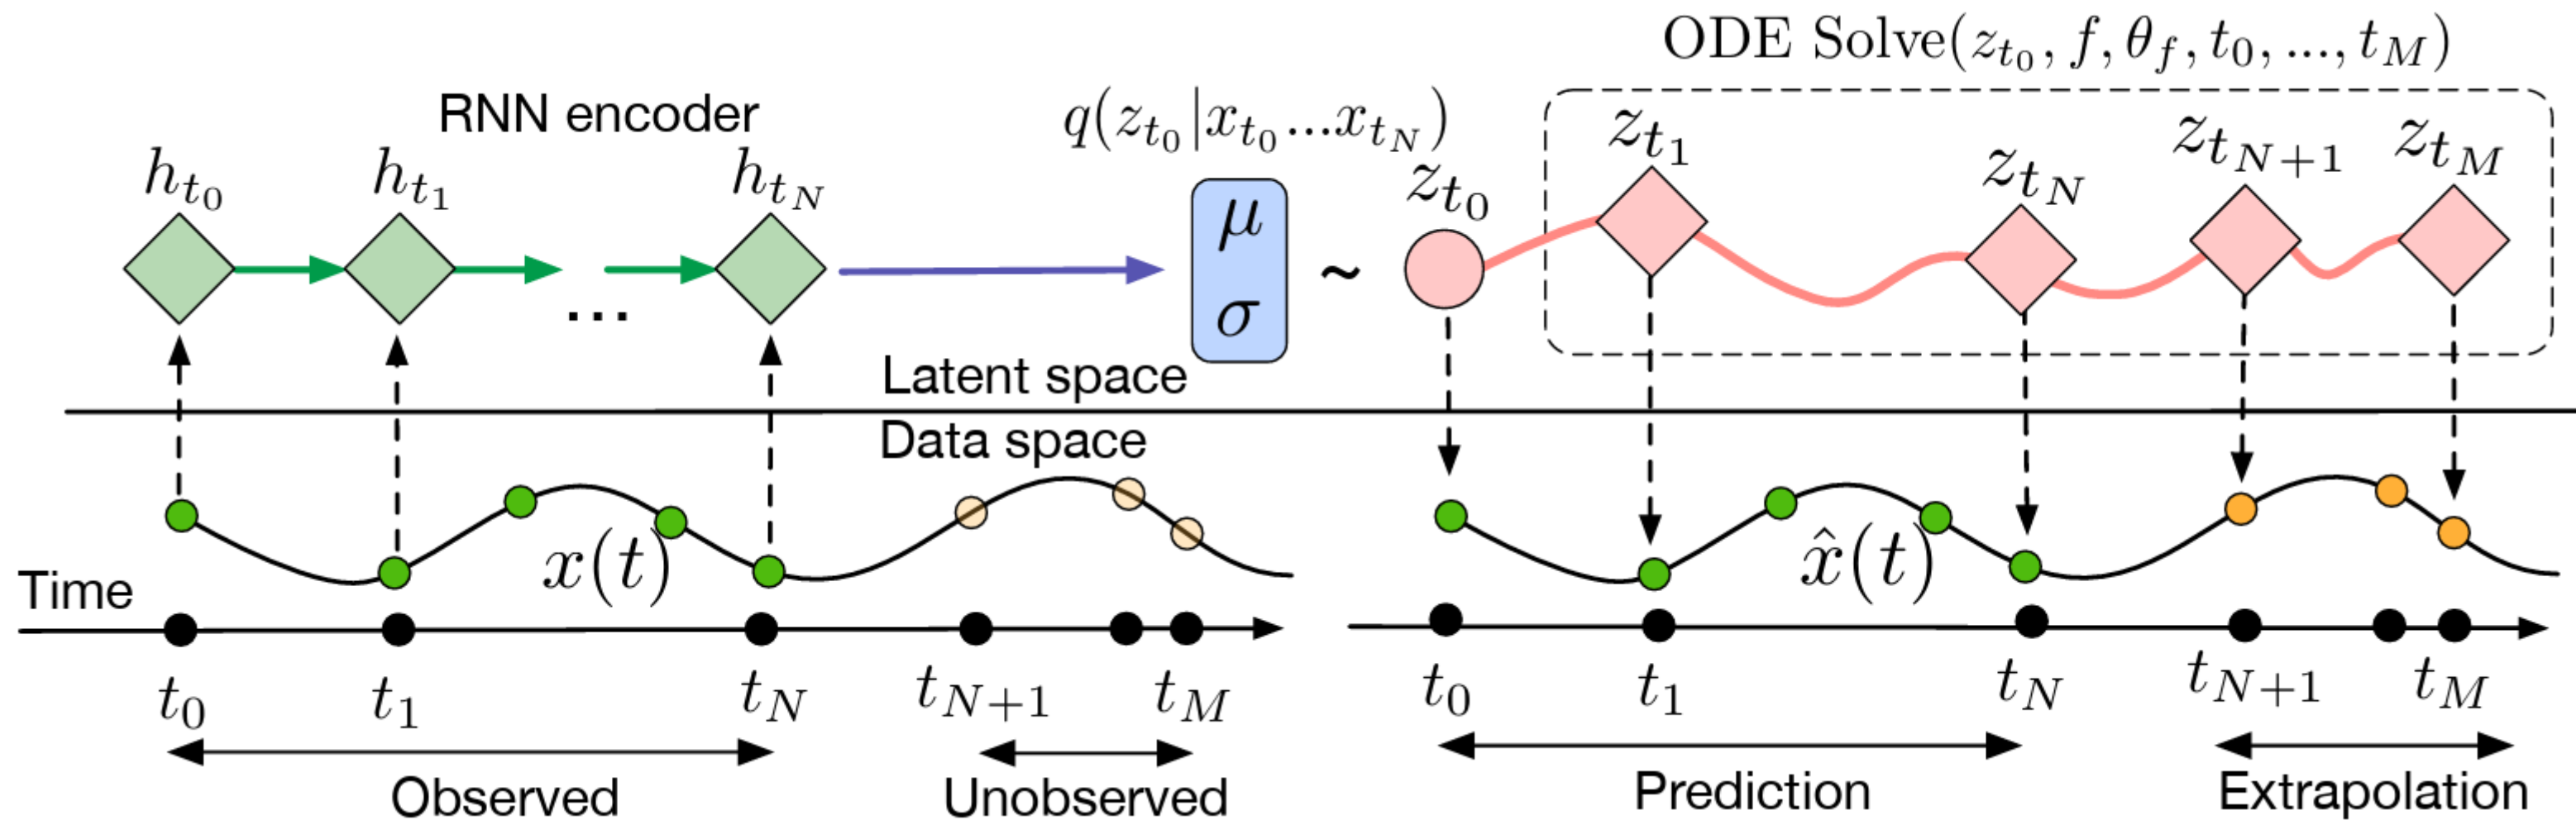 ODE Solve(z_{t_0}, f, θ_f, t_0, ..., t_M)
RNN encoder
q(z_{t_0}|x_{t_0}...x_{t_N})
h_{t_0} h_{t_1} h_{t_N}
...
μ
σ
~
z_{t_0} z_{t_1} z_{t_N} z_{t_{N+1}} z_{t_M}
Latent space
Data space
x(t) x̂(t)
Time
t_0 t_1 t_N t_{N+1} t_M
t_0 t_1 t_N t_{N+1} t_M
Observed Unobserved
Prediction Extrapolation